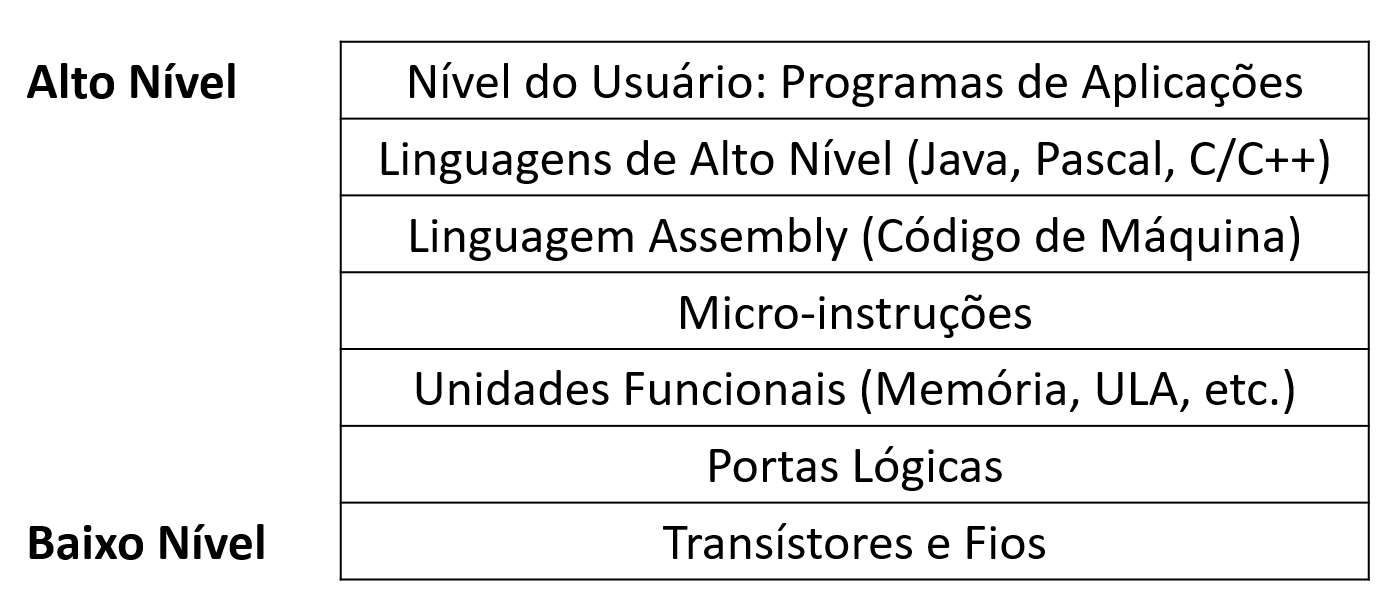 Alto Nível
Nível do Usuário: Programas de Aplicações
Linguagens de Alto Nível (Java, Pascal, C/C++)
Linguagem Assembly (Código de Máquina)
Micro-instruções
Unidades Funcionais (Memória, ULA, etc.)
Portas Lógicas
Baixo Nível
Transístores e Fios